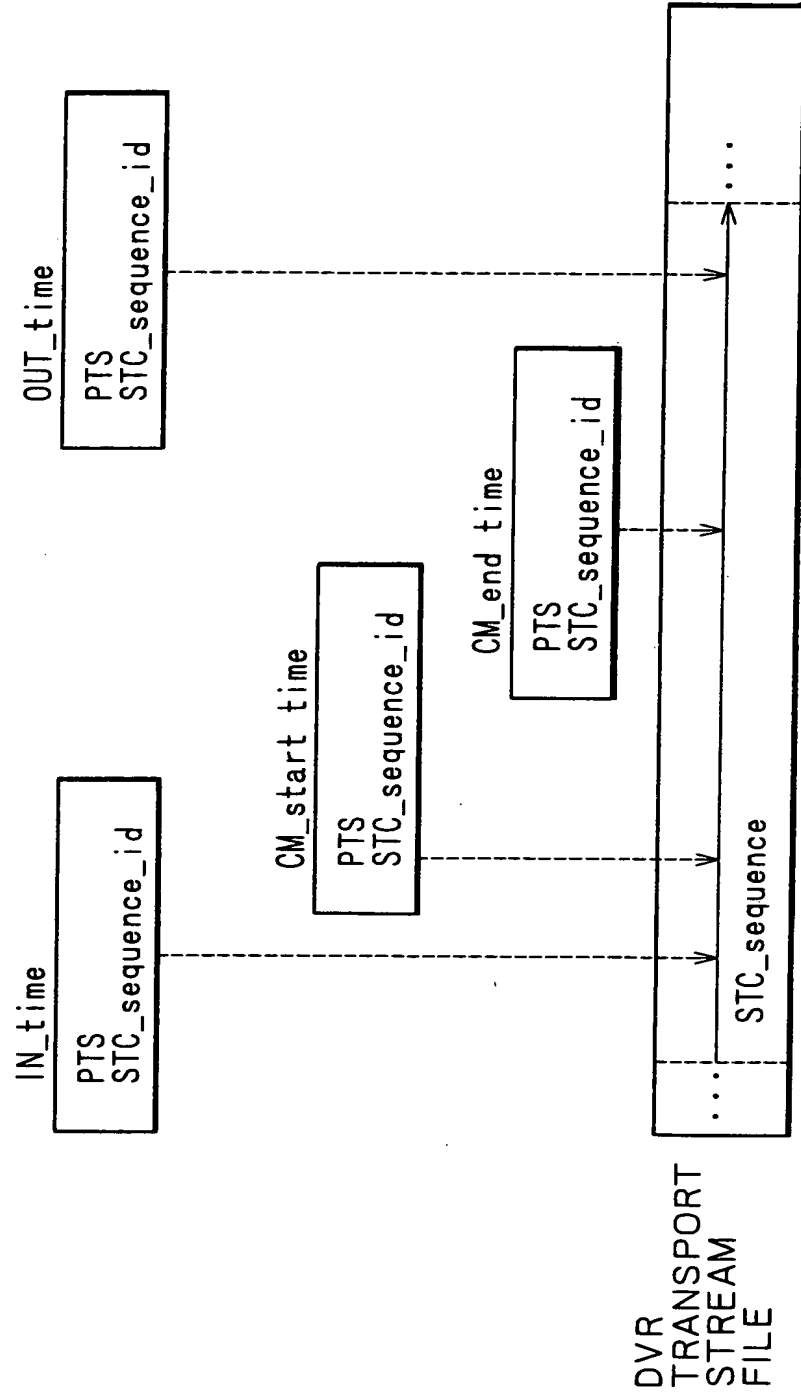 IN_time
PTS
STC_sequence_id
OUT_time
PTS
STC_sequence_id
CM_start time
PTS
STC_sequence_id
CM_end time
PTS
STC_sequence_id
DVR
TRANSPORT
STREAM
FILE
...
STC_sequence
...